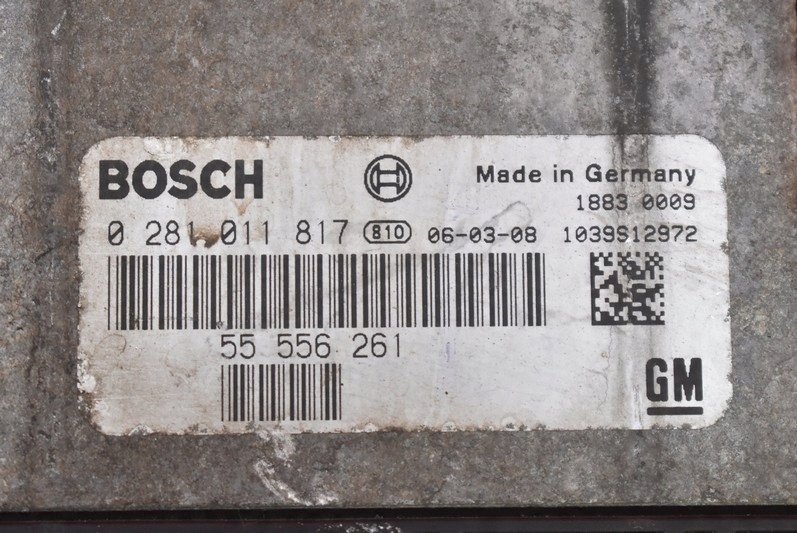 BOSCH
Made in Germany
1883 0009
0 281 011 817 810 06-03-08 1039S12972
55 556 261
GM